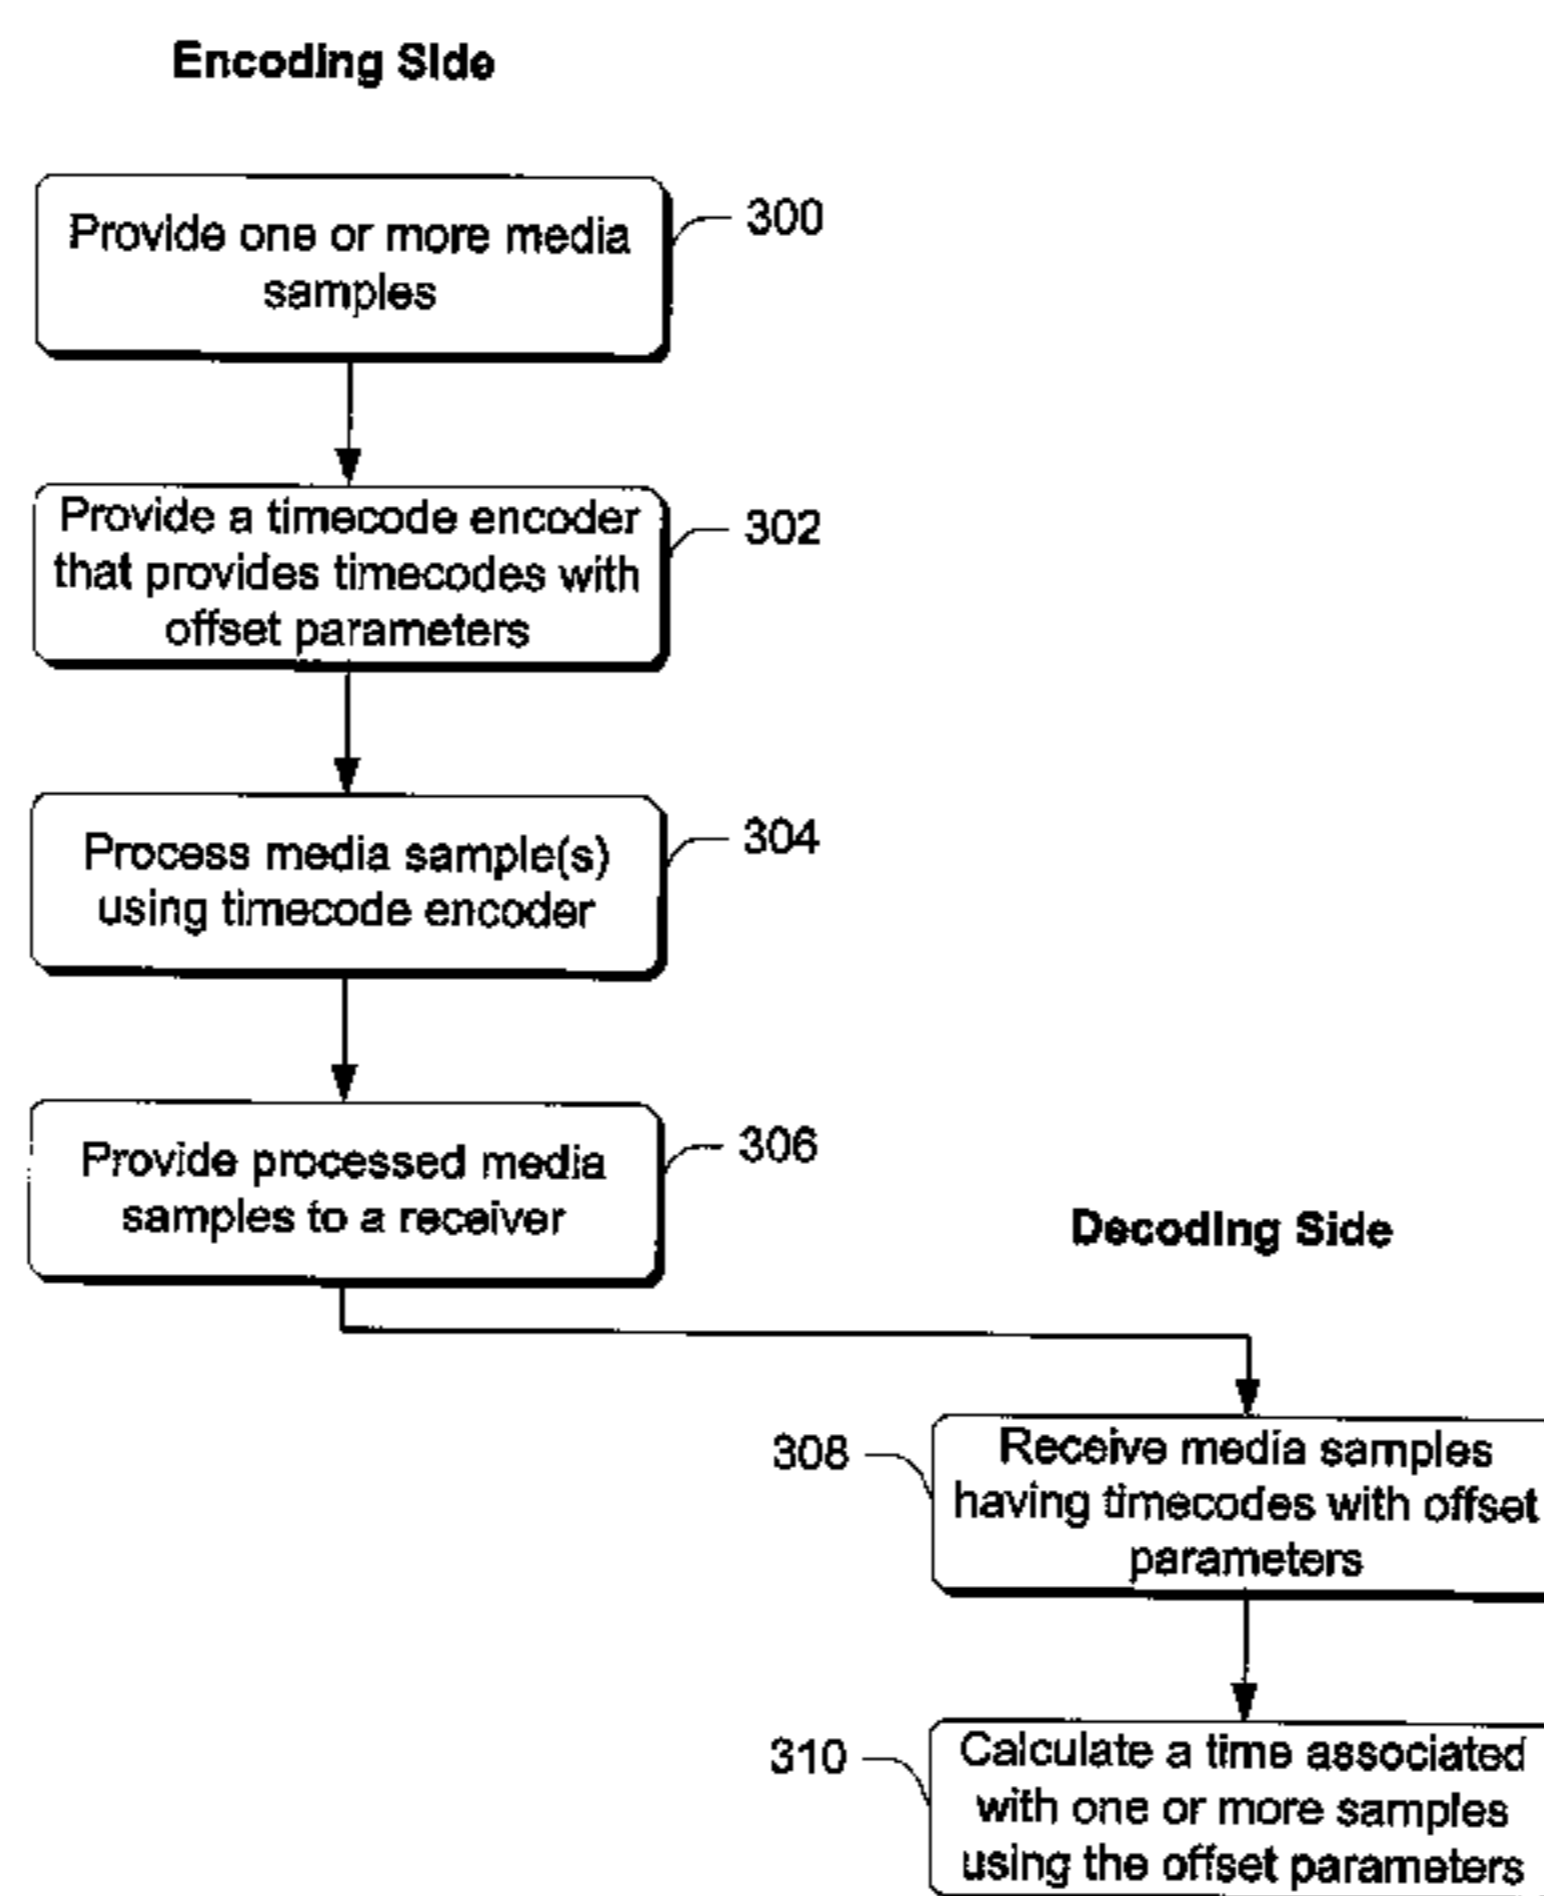 Encoding Side
Provide one or more media
samples
300
Provide a timecode encoder
that provides timecodes with
offset parameters
302
Process media sample(s)
using timecode encoder
304
Provide processed media
samples to a receiver
306
Decoding Side
308
Receive media samples
having timecodes with offset
parameters
310
Calculate a time associated
with one or more samples
using the offset parameters